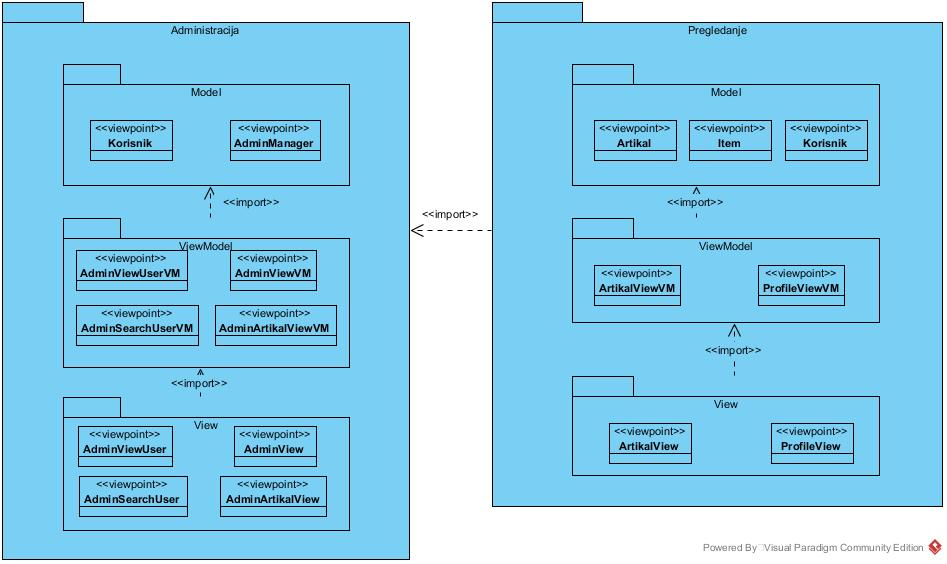 Administracija
Model
<<viewpoint>>
Korisnik
<<viewpoint>>
AdminManager
<<import>>
ViewModel
<<viewpoint>>
AdminViewUserVM
<<viewpoint>>
AdminViewVM
<<viewpoint>>
AdminSearchUserVM
<<viewpoint>>
AdminArtikalViewVM
<<import>>
View
<<viewpoint>>
AdminViewUser
<<viewpoint>>
AdminView
<<viewpoint>>
AdminSearchUser
<<viewpoint>>
AdminArtikalView
<<import>>
Pregledanje
Model
<<viewpoint>>
Artikal
<<viewpoint>>
Item
<<viewpoint>>
Korisnik
<<import>>
ViewModel
<<viewpoint>>
ArtikalViewVM
<<viewpoint>>
ProfileViewVM
<<import>>
View
<<viewpoint>>
ArtikalView
<<viewpoint>>
ProfileView
Powered By Visual Paradigm Community Edition